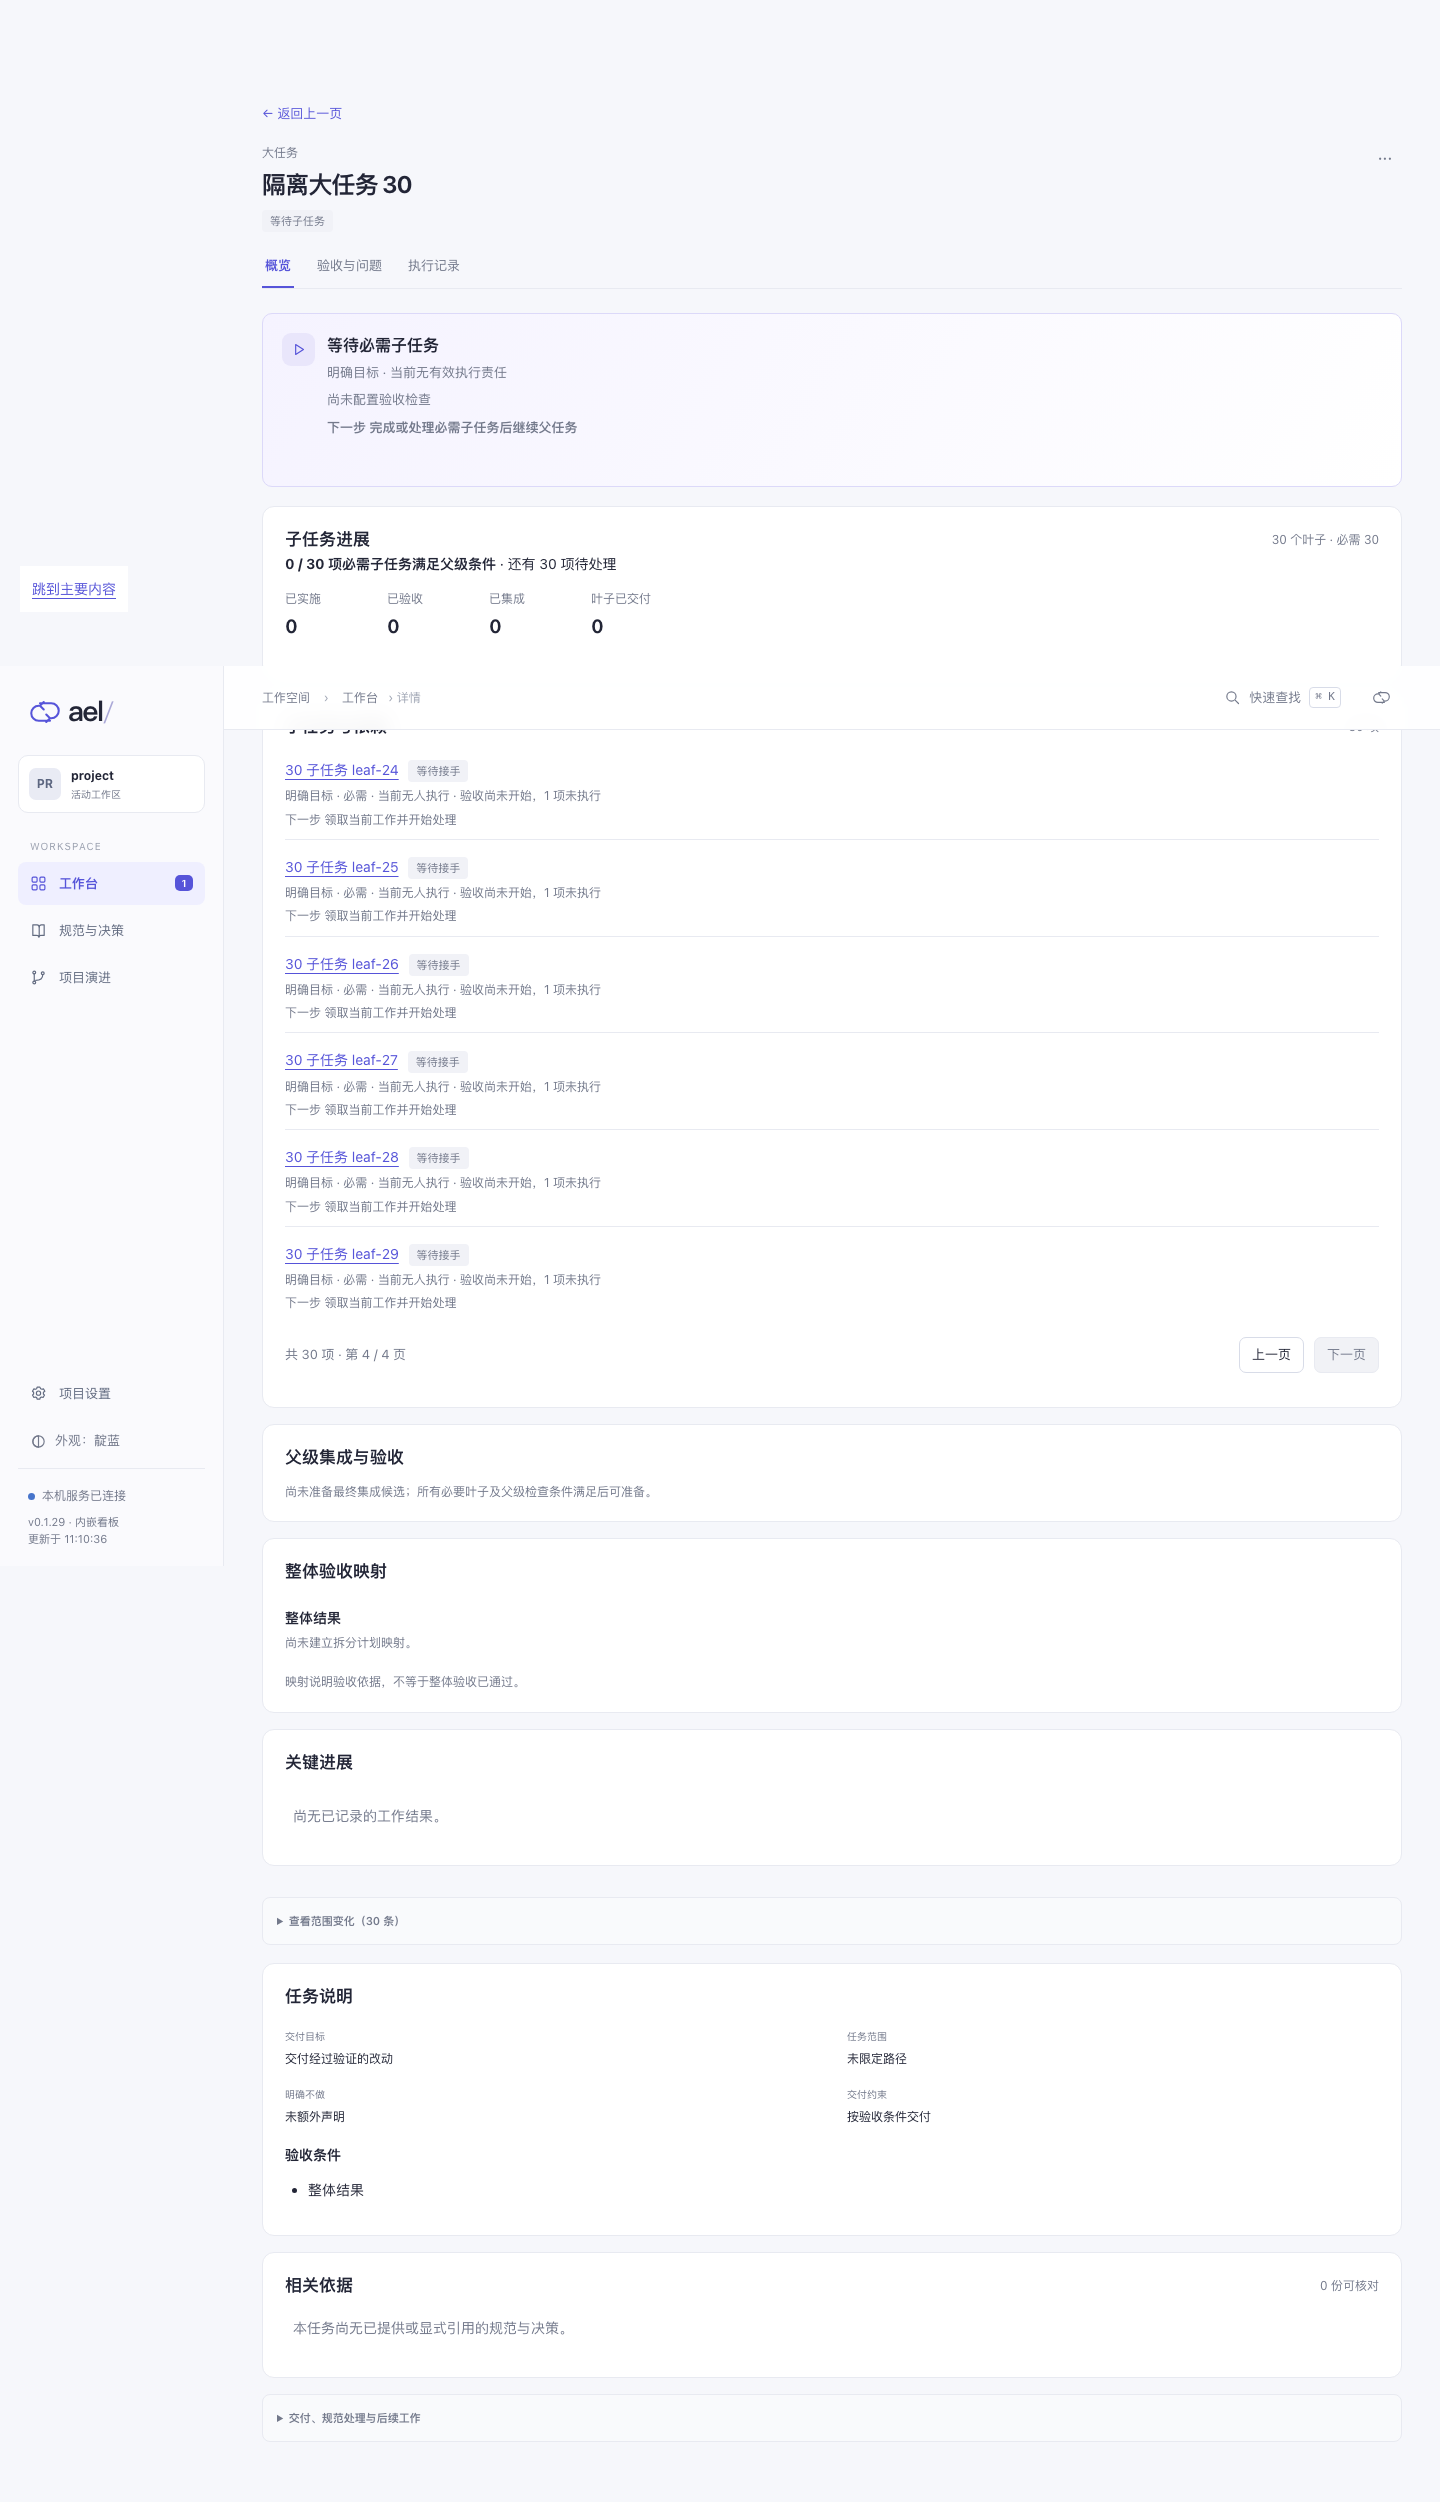 ← 返回上一页
大任务
...
隔离大任务 30
等待子任务
概览 验收与问题 执行记录
等待必需子任务
明确目标 · 当前无有效执行责任
尚未配置验收检查
下一步 完成或处理必需子任务后继续父任务
子任务进展
30 个叶子 · 必需 30
0 / 30 项必需子任务满足父级条件 · 还有 30 项待处理
已实施 已验收 已集成 叶子已交付
0 0 0 0
跳到主要内容
ael/
PR
project
活动工作区
WORKSPACE
工作台 1
规范与决策
项目演进
项目设置
外观：靛蓝
本机服务已连接
v0.1.29 · 内嵌看板
更新于 11:10:36
工作空间 › 工作台 › 详情
快速查找 ⌘ K
30 子任务 leaf-24 等待接手
明确目标 · 必需 · 当前无人执行 · 验收尚未开始，1 项未执行
下一步 领取当前工作并开始处理
30 子任务 leaf-25 等待接手
明确目标 · 必需 · 当前无人执行 · 验收尚未开始，1 项未执行
下一步 领取当前工作并开始处理
30 子任务 leaf-26 等待接手
明确目标 · 必需 · 当前无人执行 · 验收尚未开始，1 项未执行
下一步 领取当前工作并开始处理
30 子任务 leaf-27 等待接手
明确目标 · 必需 · 当前无人执行 · 验收尚未开始，1 项未执行
下一步 领取当前工作并开始处理
30 子任务 leaf-28 等待接手
明确目标 · 必需 · 当前无人执行 · 验收尚未开始，1 项未执行
下一步 领取当前工作并开始处理
30 子任务 leaf-29 等待接手
明确目标 · 必需 · 当前无人执行 · 验收尚未开始，1 项未执行
下一步 领取当前工作并开始处理
共 30 项 · 第 4 / 4 页
上一页 下一页
父级集成与验收
尚未准备最终集成候选；所有必要叶子及父级检查条件满足后可准备。
整体验收映射
整体结果
尚未建立拆分计划映射。
映射说明验收依据，不等于整体验收已通过。
关键进展
尚无已记录的工作结果。
▶ 查看范围变化（30 条）
任务说明
交付目标 任务范围
交付经过验证的改动 未限定路径
明确不做 交付约束
未额外声明 按验收条件交付
验收条件
• 整体结果
相关依据
0 份可核对
本任务尚无已提供或显式引用的规范与决策。
▶ 交付、规范处理与后续工作